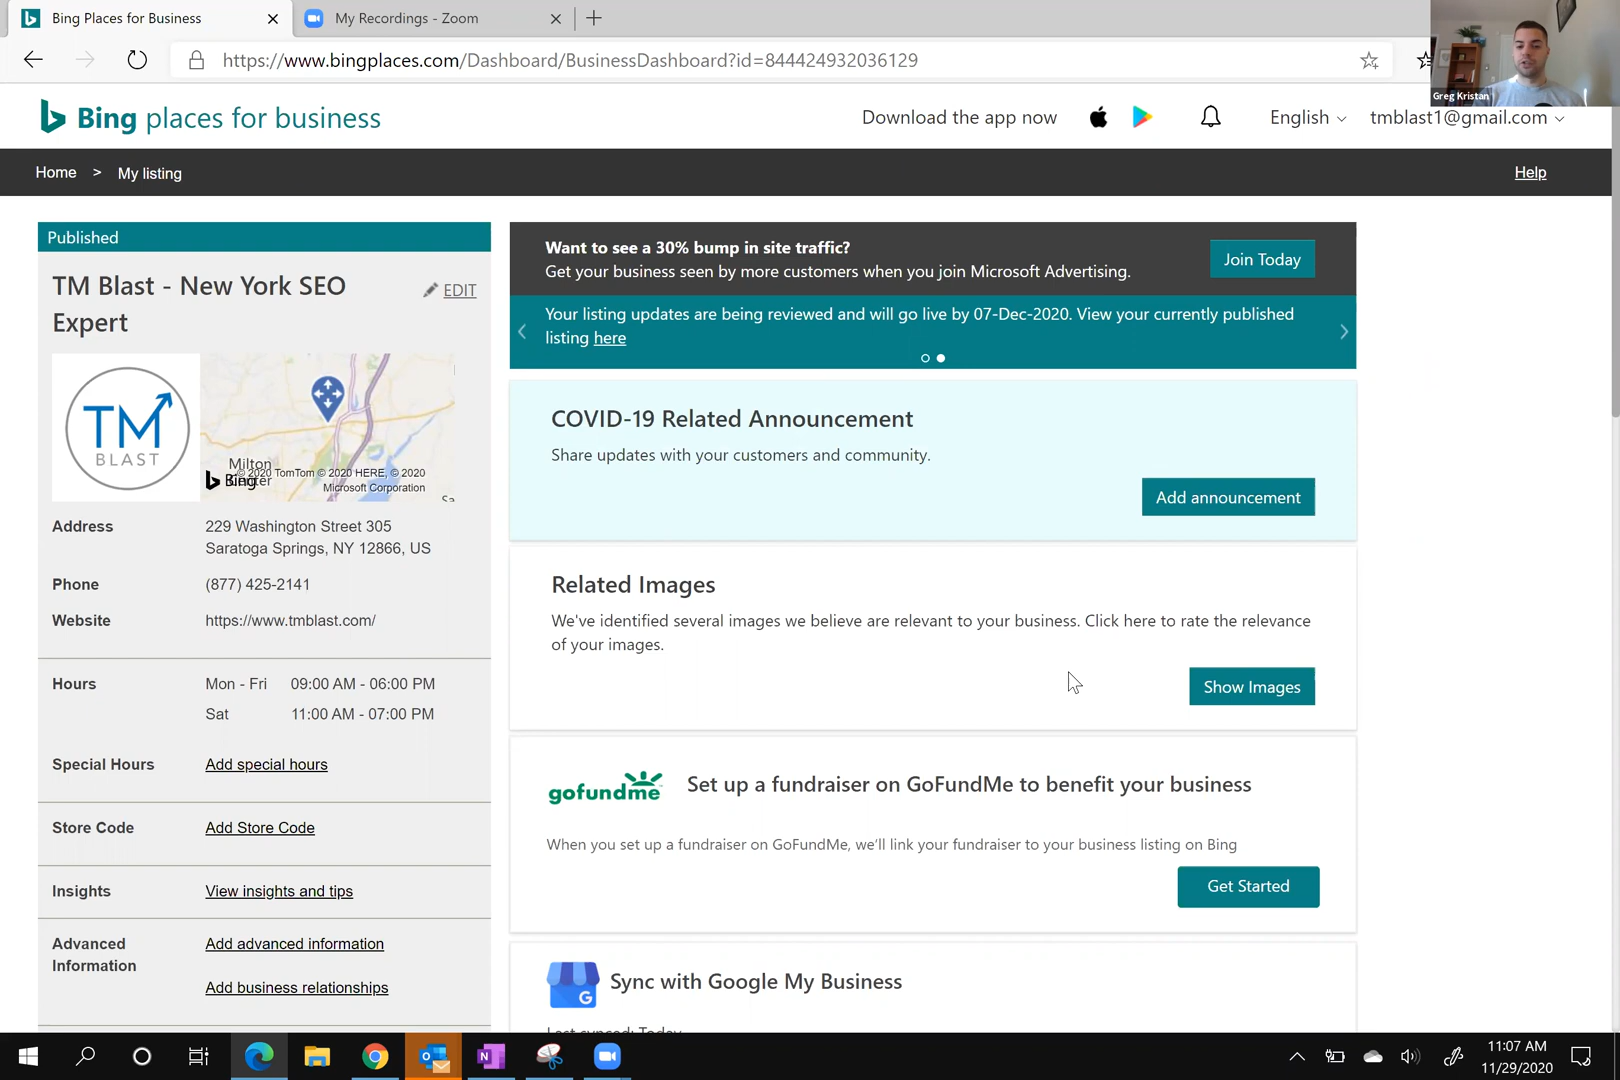 Bing Places for Business
My Recordings - Zoom
https://www.bingplaces.com/Dashboard/BusinessDashboard?id=844424932036129
Greg Kristan
Bing places for business
Download the app now
English
tmblast1@gmail.com
Home > My listing
Help
Published
TM Blast - New York SEO
Expert
EDIT
TM
BLAST
Milton
Center
Bing
© 2020 TomTom © 2020 HERE, © 2020
Microsoft Corporation
Sa
Address
229 Washington Street 305
Saratoga Springs, NY 12866, US
Phone
(877) 425-2141
Website
https://www.tmblast.com/
Hours
Mon - Fri 09:00 AM - 06:00 PM
Sat 11:00 AM - 07:00 PM
Special Hours
Add special hours
Store Code
Add Store Code
Insights
View insights and tips
Advanced
Information
Add advanced information
Add business relationships
Want to see a 30% bump in site traffic?
Get your business seen by more customers when you join Microsoft Advertising.
Join Today
Your listing updates are being reviewed and will go live by 07-Dec-2020. View your currently published
listing here
COVID-19 Related Announcement
Share updates with your customers and community.
Add announcement
Related Images
We've identified several images we believe are relevant to your business. Click here to rate the relevance
of your images.
Show Images
gofundme
Set up a fundraiser on GoFundMe to benefit your business
When you set up a fundraiser on GoFundMe, we'll link your fundraiser to your business listing on Bing
Get Started
G
Sync with Google My Business
Last synced: Today
11:07 AM
11/29/2020